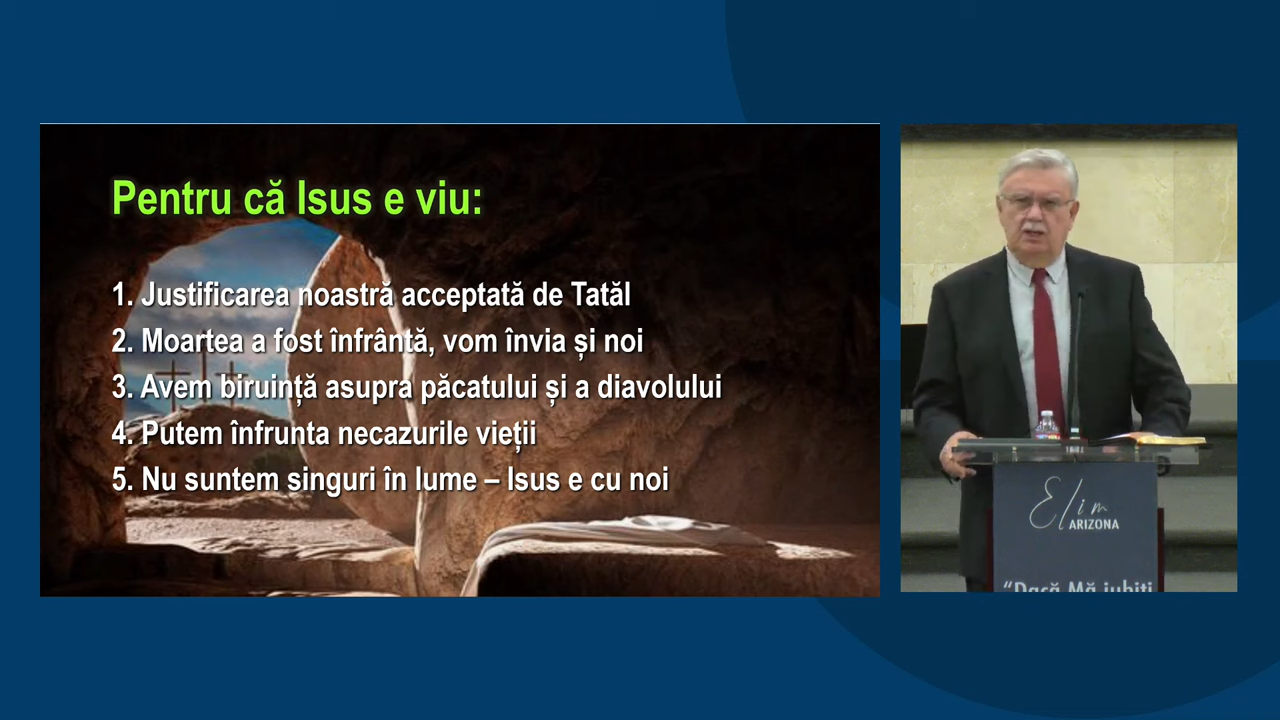 Pentru că Isus e viu:
1. Justificarea noastră acceptată de Tatăl
2. Moartea a fost înfrântă, vom învia și noi
3. Avem biruință asupra păcatului și a diavolului
4. Putem înfrunta necazurile vieții
5. Nu suntem singuri în lume – Isus e cu noi
Elim
ARIZONA
“Dacă Mă iubiți